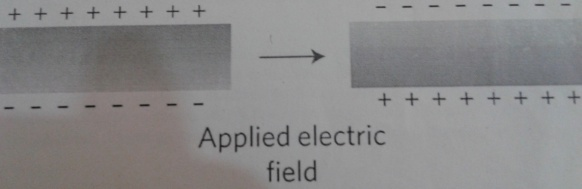 + + + + + + + +
- - - - - - - -
- - - - - - - -
+ + + + + + + +
Applied electric
field